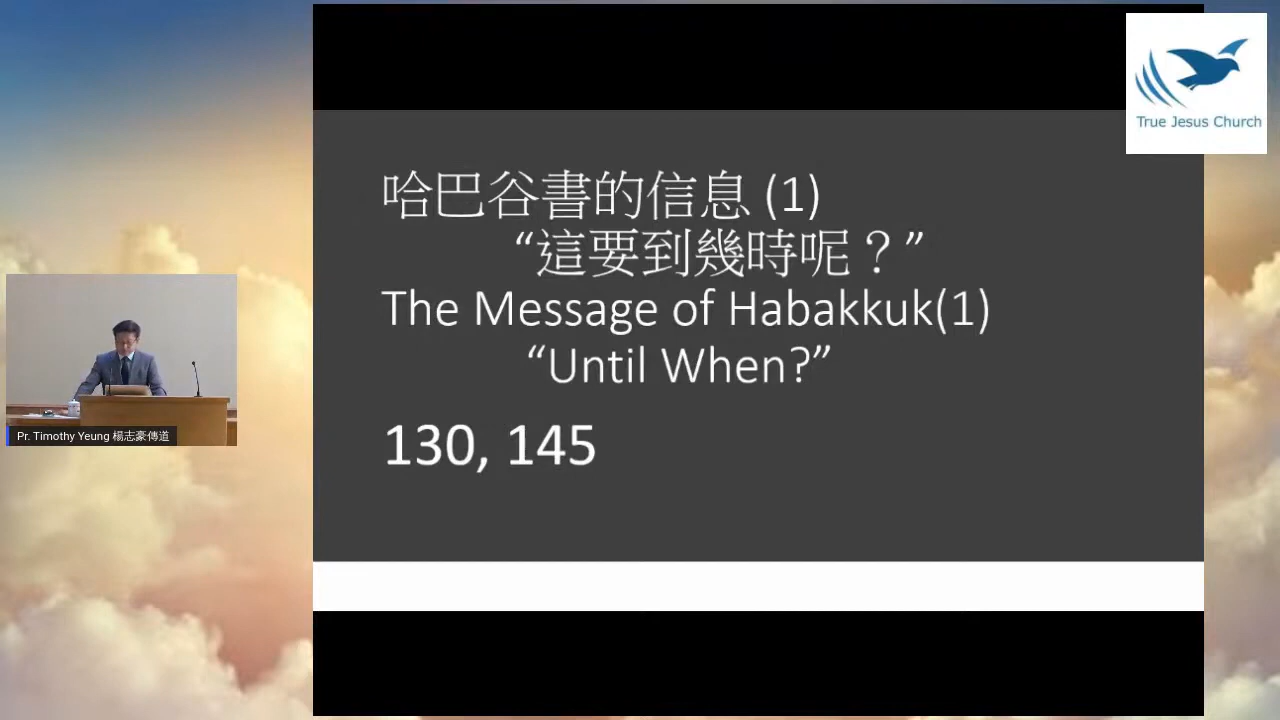 哈巴谷書的信息 (1)
“這要到幾時呢？”
The Message of Habakkuk(1)
“Until When?”
130, 145
True Jesus Church
Pr. Timothy Yeung 楊志豪傳道